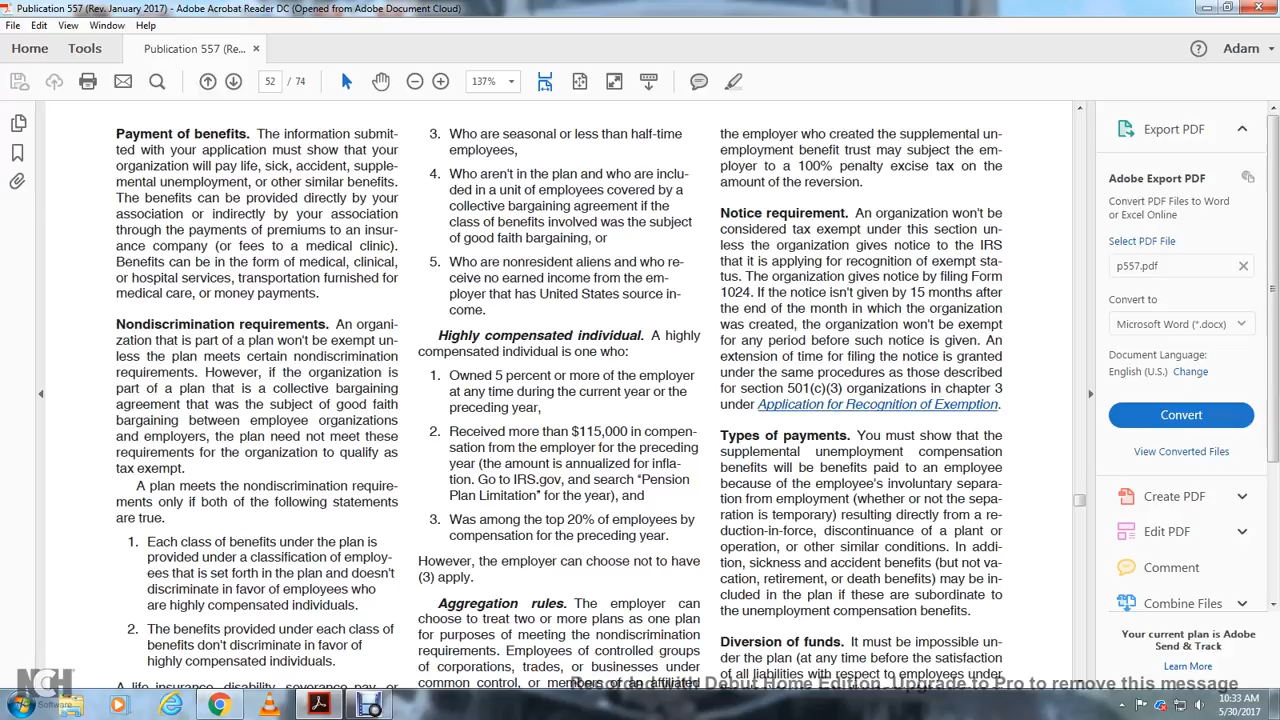 Publication 557 (Rev. January 2017) - Adobe Acrobat Reader DC (Opened from Adobe Document Cloud)
File Edit View Window Help
Home Tools Publication 557 (Re... × Adam
52 / 74 137%
Payment of benefits. The information submit-
ted with your application must show that your
organization will pay life, sick, accident, supple-
mental unemployment, or other similar benefits.
The benefits can be provided directly by your
association or indirectly by your association
through the payments of premiums to an insur-
ance company (or fees to a medical clinic).
Benefits can be in the form of medical, clinical,
or hospital services, transportation furnished for
medical care, or money payments.
Nondiscrimination requirements. An organi-
zation that is part of a plan won't be exempt un-
less the plan meets certain nondiscrimination
requirements. However, if the organization is
part of a plan that is a collective bargaining
agreement that was the subject of good faith
bargaining between employee organizations
and employers, the plan need not meet these
requirements for the organization to qualify as
tax exempt.
A plan meets the nondiscrimination require-
ments only if both of the following statements
are true.
1. Each class of benefits under the plan is
provided under a classification of employ-
ees that is set forth in the plan and doesn't
discriminate in favor of employees who
are highly compensated individuals.
2. The benefits provided under each class of
benefits don't discriminate in favor of
highly compensated individuals.
A life insurance, disability, severance pay, or
3. Who are seasonal or less than half-time
employees,
4. Who aren't in the plan and who are inclu-
ded in a unit of employees covered by a
collective bargaining agreement if the
class of benefits involved was the subject
of good faith bargaining, or
5. Who are nonresident aliens and who re-
ceive no earned income from the em-
ployer that has United States source in-
come.
Highly compensated individual. A highly
compensated individual is one who:
1. Owned 5 percent or more of the employer
at any time during the current year or the
preceding year,
2. Received more than $115,000 in compen-
sation from the employer for the preceding
year (the amount is annualized for infla-
tion. Go to IRS.gov, and search "Pension
Plan Limitation" for the year), and
3. Was among the top 20% of employees by
compensation for the preceding year.
However, the employer can choose not to have
(3) apply.
Aggregation rules. The employer can
choose to treat two or more plans as one plan
for purposes of meeting the nondiscrimination
requirements. Employees of controlled groups
of corporations, trades, or businesses under
common control, or members of an affiliated
the employer who created the supplemental un-
employment benefit trust may subject the em-
ployer to a 100% penalty excise tax on the
amount of the reversion.
Notice requirement. An organization won't be
considered tax exempt under this section un-
less the organization gives notice to the IRS
that it is applying for recognition of exempt sta-
tus. The organization gives notice by filing Form
1024. If the notice isn't given by 15 months after
the end of the month in which the organization
was created, the organization won't be exempt
for any period before such notice is given. An
extension of time for filing the notice is granted
under the same procedures as those described
for section 501(c)(3) organizations in chapter 3
under Application for Recognition of Exemption.
Types of payments. You must show that the
supplemental unemployment compensation
benefits will be benefits paid to an employee
because of the employee's involuntary separa-
tion from employment (whether or not the sepa-
ration is temporary) resulting directly from a re-
duction-in-force, discontinuance of a plant or
operation, or other similar conditions. In addi-
tion, sickness and accident benefits (but not va-
cation, retirement, or death benefits) may be in-
cluded in the plan if these are subordinate to
the unemployment compensation benefits.
Diversion of funds. It must be impossible un-
der the plan (at any time before the satisfaction
of all liabilities with respect to employees under
Export PDF
Adobe Export PDF
Convert PDF Files to Word
or Excel Online
Select PDF File
p557.pdf
Convert to
Microsoft Word (*.docx)
Document Language:
English (U.S.) Change
Convert
View Converted Files
Create PDF
Edit PDF
Comment
Combine Files
Your current plan is Adobe
Send & Track
Learn More
Recorded with Debut Home Edition. Upgrade to Pro to remove this message
NCH Software
10:33 AM
5/30/2017